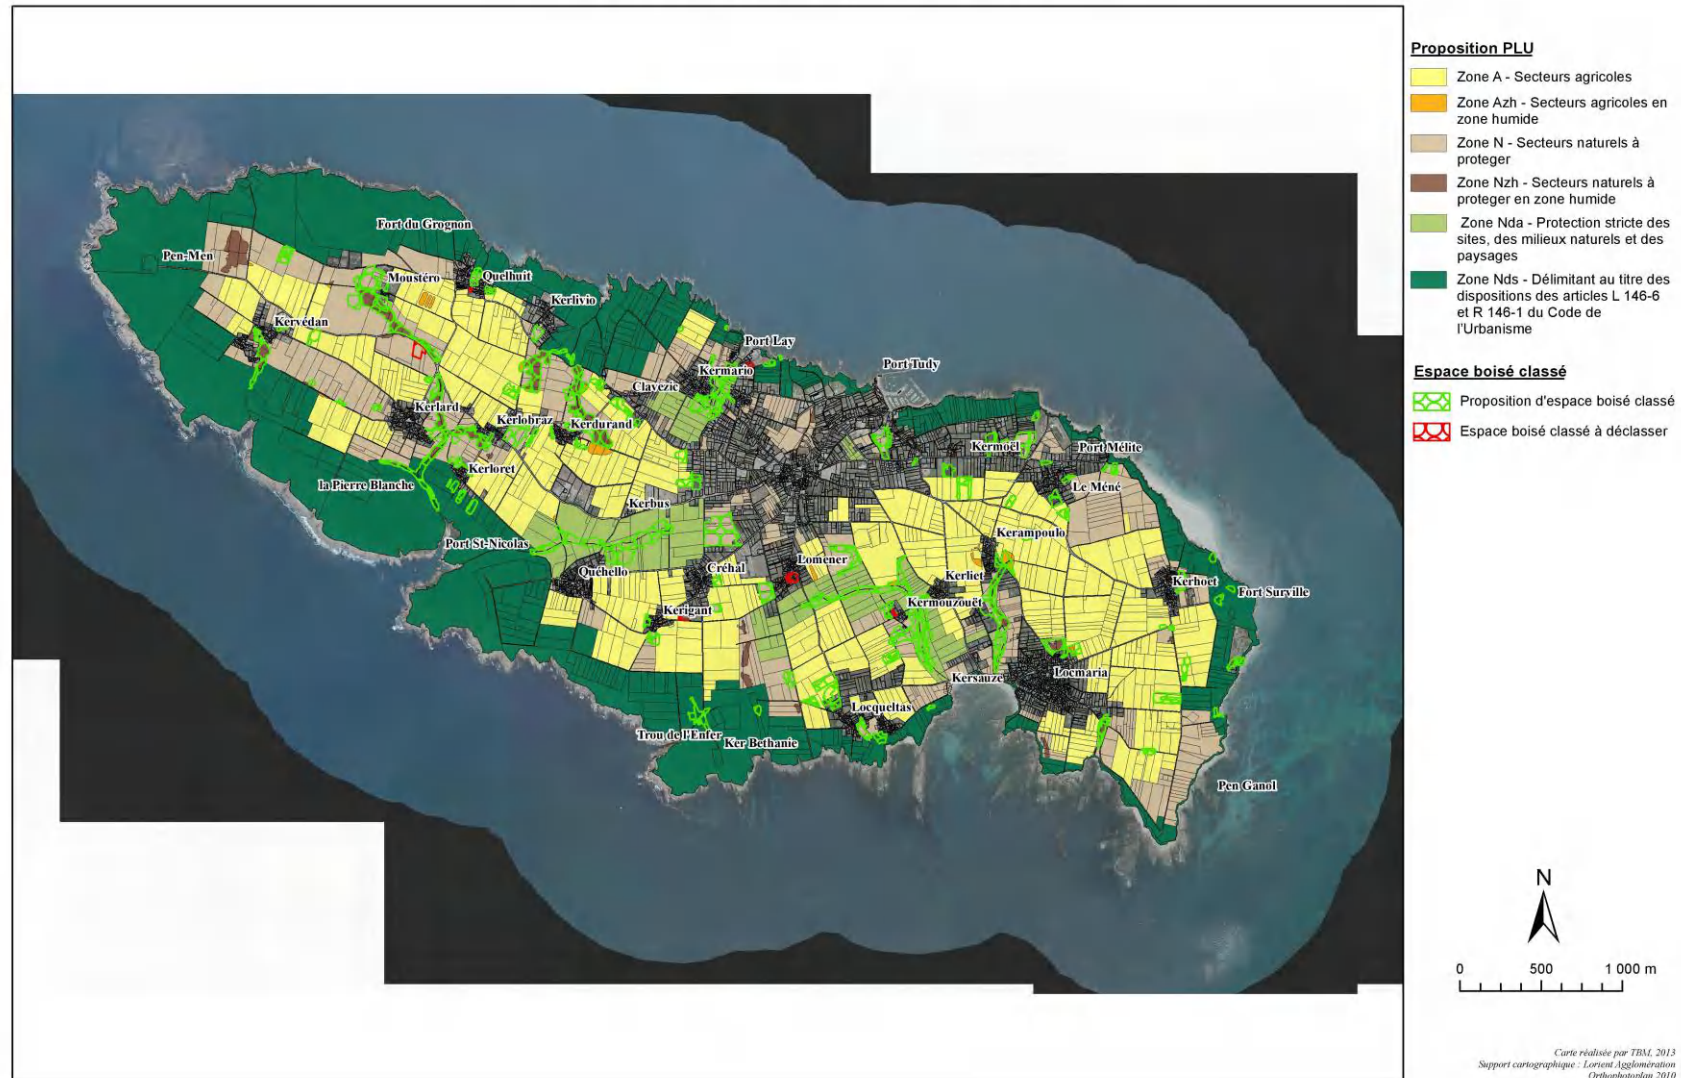 Proposition PLU
Zone A - Secteurs agricoles
Zone Azh - Secteurs agricoles en
zone humide
Zone N - Secteurs naturels à
proteger
Zone Nzh - Secteurs naturels à
proteger en zone humide
Zone Nda - Protection stricte des
sites, des milieux naturels et des
paysages
Zone Nds - Délimitant au titre des
dispositions des articles L 146-6
et R 146-1 du Code de
l'Urbanisme
Espace boisé classé
Proposition d'espace boisé classé
Espace boisé classé à déclasser
Fort du Grognon
Pen-Men
Moustéro
Quelhuit
Kerlivio
Kervédan
Port Lay
Kermario
Port Tudy
Clavezic
Kerlard
Kerlobraz
Kerdurand
Kermoël
Port Mélite
Kerloret
la Pierre Blanche
Le Méné
Kerbus
Kerampoulo
Port St-Nicolas
Lomener
Quéhello
Créhal
Kerliet
Kerhoet
Fort Surville
Kermouzouët
Kerigant
Kersauze
Locmaria
Locqueltas
Trou de l'Enfer
Ker Bethanie
Pen Ganol
N
0 500 1 000 m
Carte réalisée par TBM, 2013
Support cartographique : Lorient Agglomération
Orthophotoplan 2010